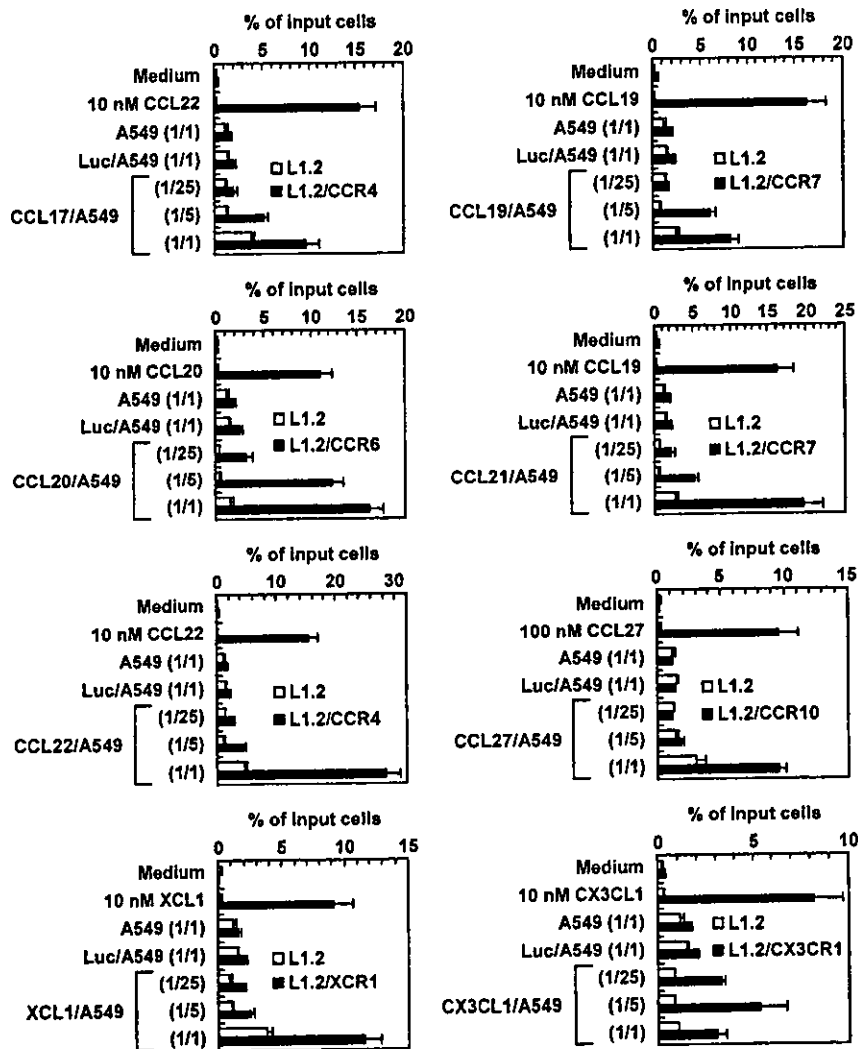 % of input cells
0 5 10 15 20
Medium
10 nM CCL22
A549 (1/1)
Luc/A549 (1/1)
CCL17/A549
(1/25)
(1/5)
(1/1)
L1.2
L1.2/CCR4
% of input cells
0 5 10 15 20
Medium
10 nM CCL19
A549 (1/1)
Luc/A549 (1/1)
CCL19/A549
(1/25)
(1/5)
(1/1)
L1.2
L1.2/CCR7
% of input cells
0 5 10 15 20
Medium
10 nM CCL20
A549 (1/1)
Luc/A549 (1/1)
CCL20/A549
(1/25)
(1/5)
(1/1)
L1.2
L1.2/CCR6
% of input cells
0 5 10 15 20 25
Medium
10 nM CCL19
A549 (1/1)
Luc/A549 (1/1)
CCL21/A549
(1/25)
(1/5)
(1/1)
L1.2
L1.2/CCR7
% of input cells
0 10 20 30
Medium
10 nM CCL22
A549 (1/1)
Luc/A549 (1/1)
CCL22/A549
(1/25)
(1/5)
(1/1)
L1.2
L1.2/CCR4
% of input cells
0 5 10 15
Medium
100 nM CCL27
A549 (1/1)
Luc/A549 (1/1)
CCL27/A549
(1/25)
(1/5)
(1/1)
L1.2
L1.2/CCR10
% of input cells
0 5 10 15
Medium
10 nM XCL1
A549 (1/1)
Luc/A549 (1/1)
XCL1/A549
(1/25)
(1/5)
(1/1)
L1.2
L1.2/XCR1
% of input cells
0 5 10
Medium
10 nM CX3CL1
A549 (1/1)
Luc/A549 (1/1)
CX3CL1/A549
(1/25)
(1/5)
(1/1)
L1.2
L1.2/CX3CR1